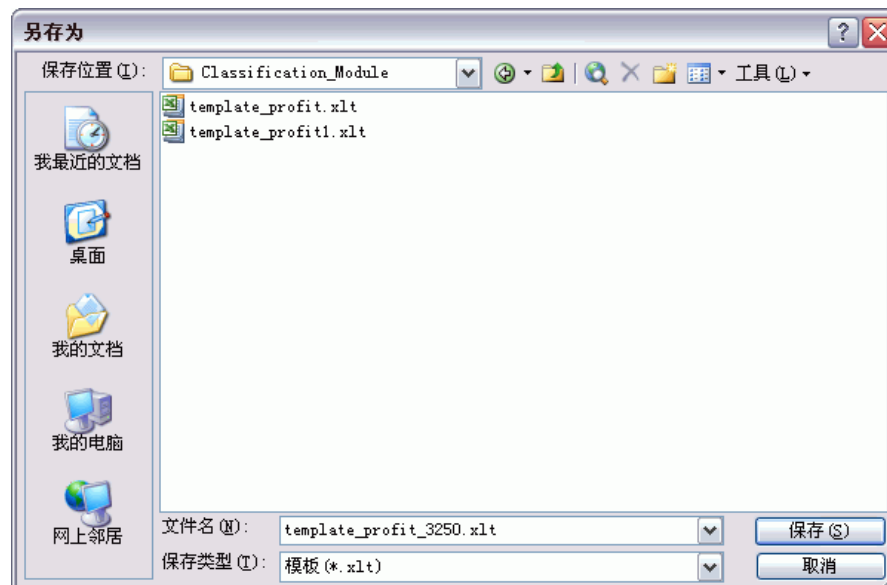 另存为
保存位置(I):
Classification_Module
工具(L)
template_profit.xlt
template_profit1.xlt
我最近的文档
桌面
我的文档
我的电脑
网上邻居
文件名(N):
template_profit_3250.xlt
保存(S)
保存类型(T):
模板(*.xlt)
取消